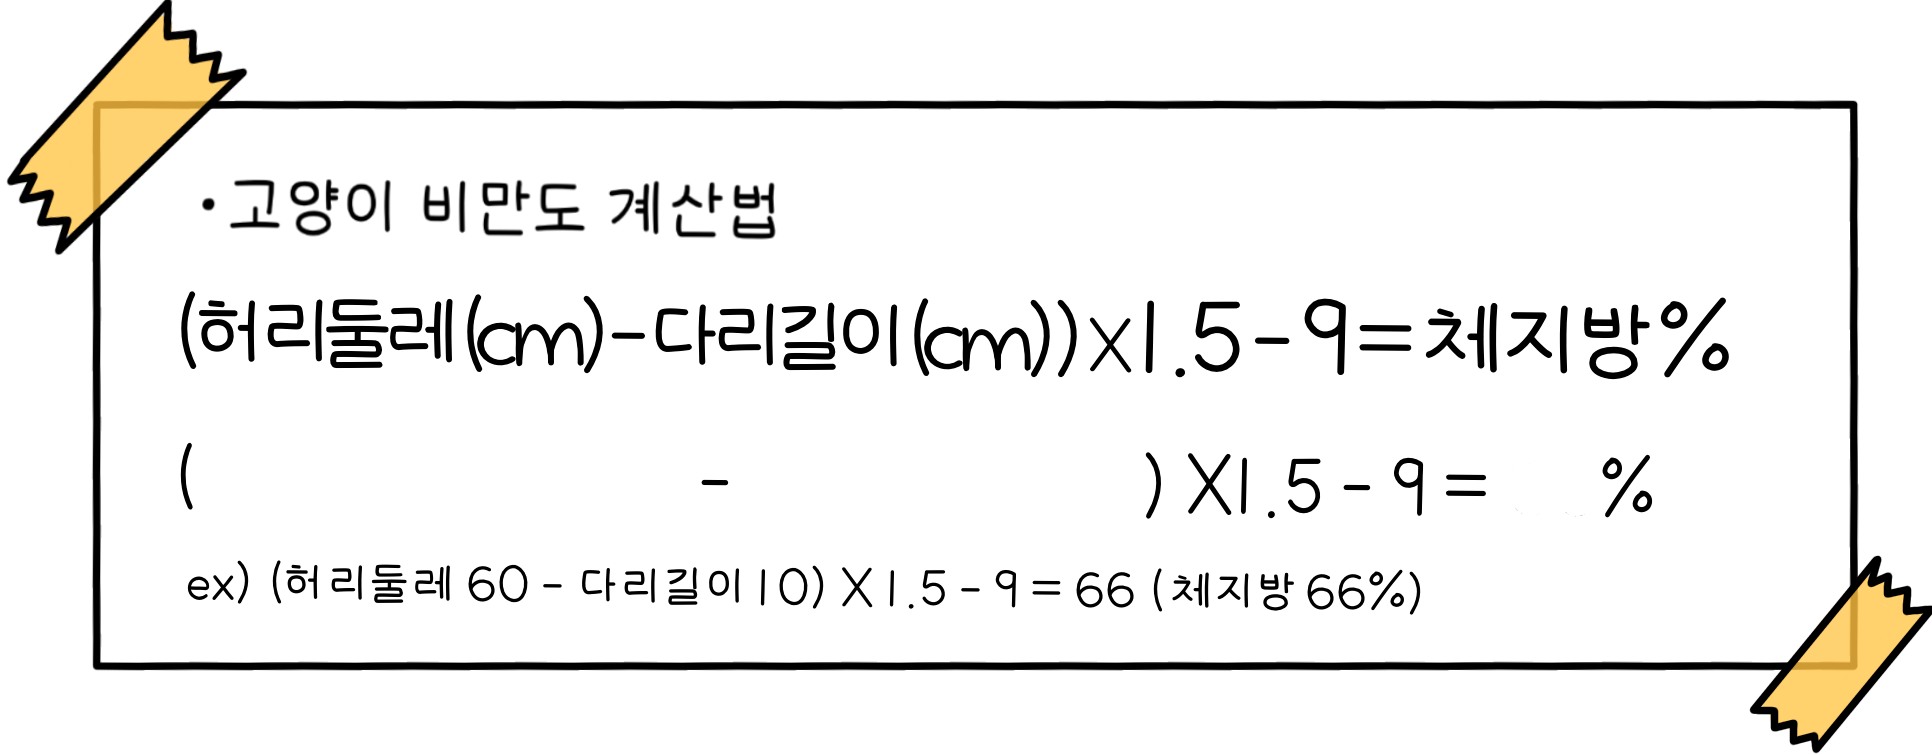 ·고양이 비만도 계산법
(허리둘레(cm)-다리길이(cm))X1.5-9=체지방%
( - )X1.5-9= %
ex) (허리둘레 60 - 다리길이 10) X 1.5 - 9 = 66 (체지방 66%)